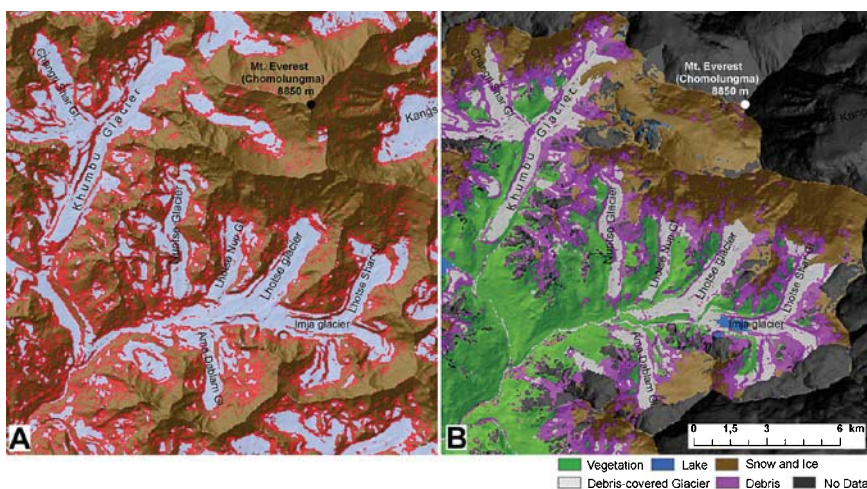 Changri Shar Gl.
Khumbu Glacier
Mt. Everest
(Chomolungma)
8850 m
Kangs
Nuptse Glacier
Lhotse Nup Gl.
Lhotse glacier
Lhotse Shar Gl.
Imja glacier
Ama Dablam Gl.
A
Changri Shar Gl.
Khumbu Glacier
Mt. Everest
(Chomolungma)
8850 m
Kangs
Nuptse Glacier
Lhotse Nup Gl.
Lhotse glacier
Lhotse Shar Gl.
Imja glacier
Ama Dablam Gl.
B
0 1,5 3 6 km
Vegetation Lake Snow and Ice
Debris-covered Glacier Debris No Data